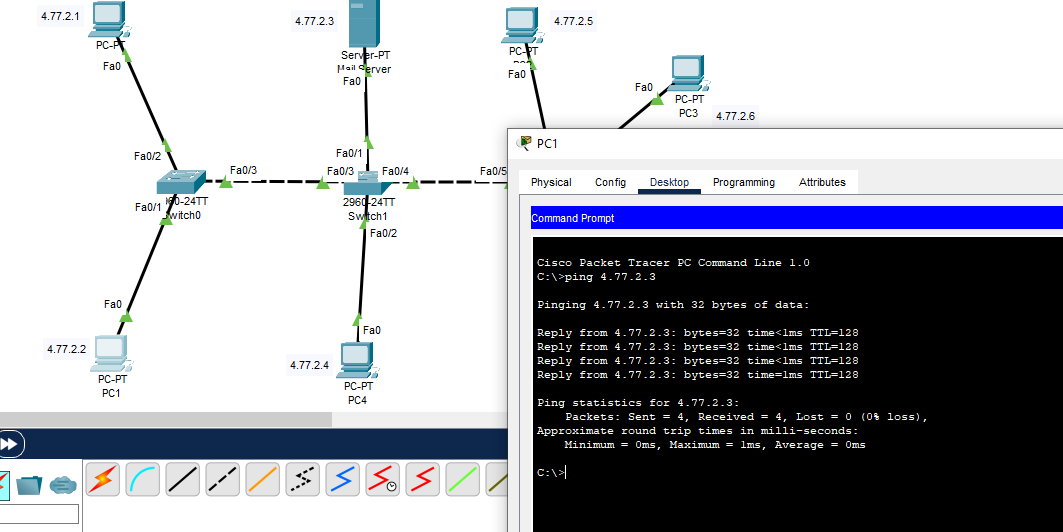 4.77.2.1
PC-PT
Fa0
4.77.2.3
Server-PT
Mail Server
Fa0
4.77.2.5
PC-PT
Fa0
Fa0
PC-PT
PC3
4.77.2.6
Fa0/2
Fa0/3
Fa0/1
Fa0/3
Fa0/4
Fa0/5
Fa0/1
Switch0
2960-24TT
Switch1
Fa0/2
Fa0
4.77.2.2
PC-PT
PC1
Fa0
4.77.2.4
PC-PT
PC4
PC1
Physical Config Desktop Programming Attributes
Command Prompt
Cisco Packet Tracer PC Command Line 1.0
C:\>ping 4.77.2.3
Pinging 4.77.2.3 with 32 bytes of data:
Reply from 4.77.2.3: bytes=32 time<1ms TTL=128
Reply from 4.77.2.3: bytes=32 time<1ms TTL=128
Reply from 4.77.2.3: bytes=32 time<1ms TTL=128
Reply from 4.77.2.3: bytes=32 time=1ms TTL=128
Ping statistics for 4.77.2.3:
Packets: Sent = 4, Received = 4, Lost = 0 (0% loss),
Approximate round trip times in milli-seconds:
Minimum = 0ms, Maximum = 1ms, Average = 0ms
C:\>